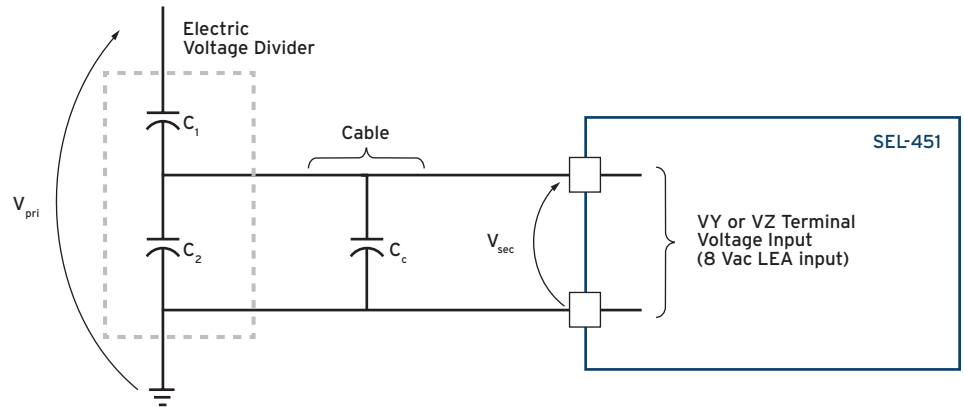 Electric
Voltage Divider
C1
Cable
SEL-451
Vpri
C2
Cc
Vsec
VY or VZ Terminal
Voltage Input
(8 Vac LEA input)